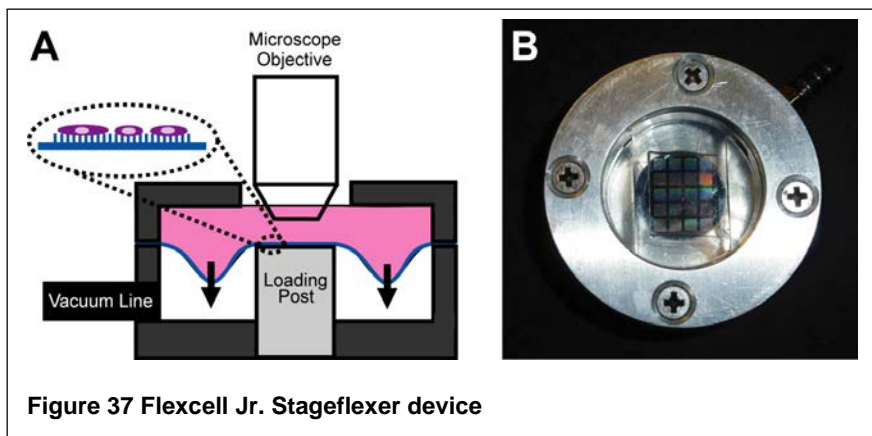 A
Microscope
Objective
Vacuum Line
Loading
Post
B
Figure 37 Flexcell Jr. Stageflexer device